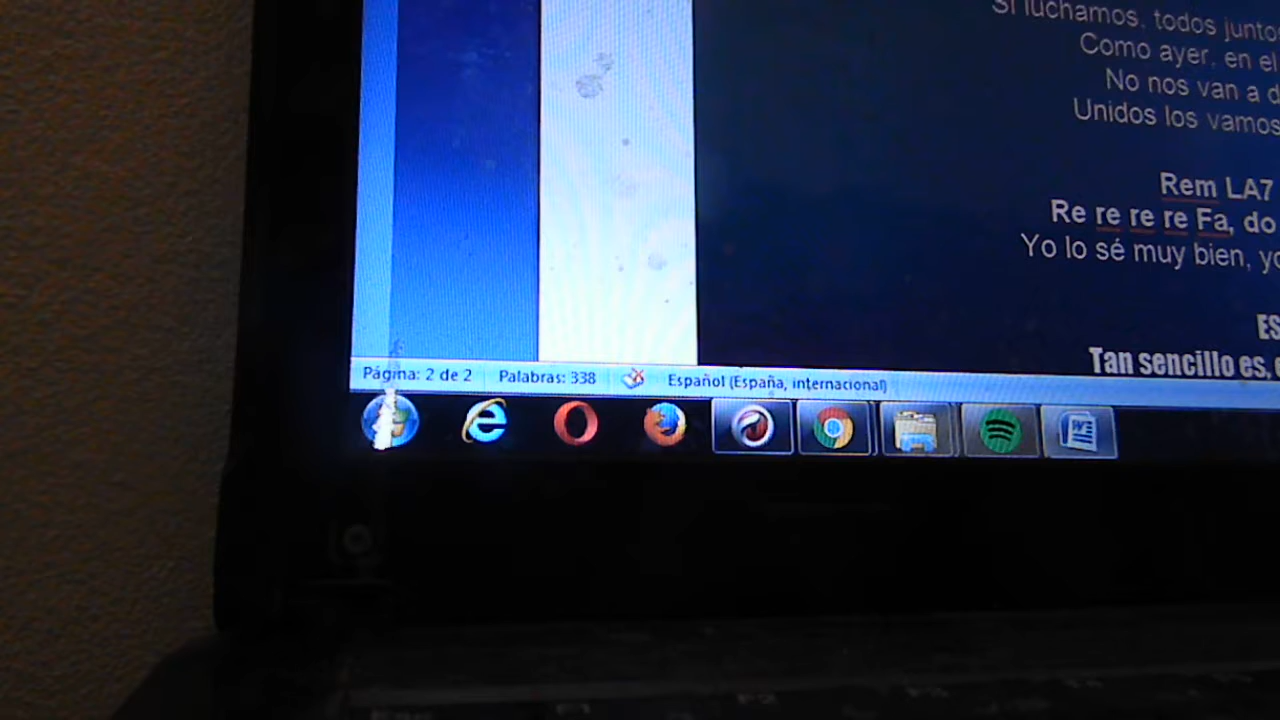 Si luchamos, todos junto
Como ayer, en el
No nos van a d
Unidos los vamos
Rem LA7
Re re re re Fa, do
Yo lo sé muy bien, yo
ES
Tan sencillo es,
Página: 2 de 2 Palabras: 338 Español (España, internacional)